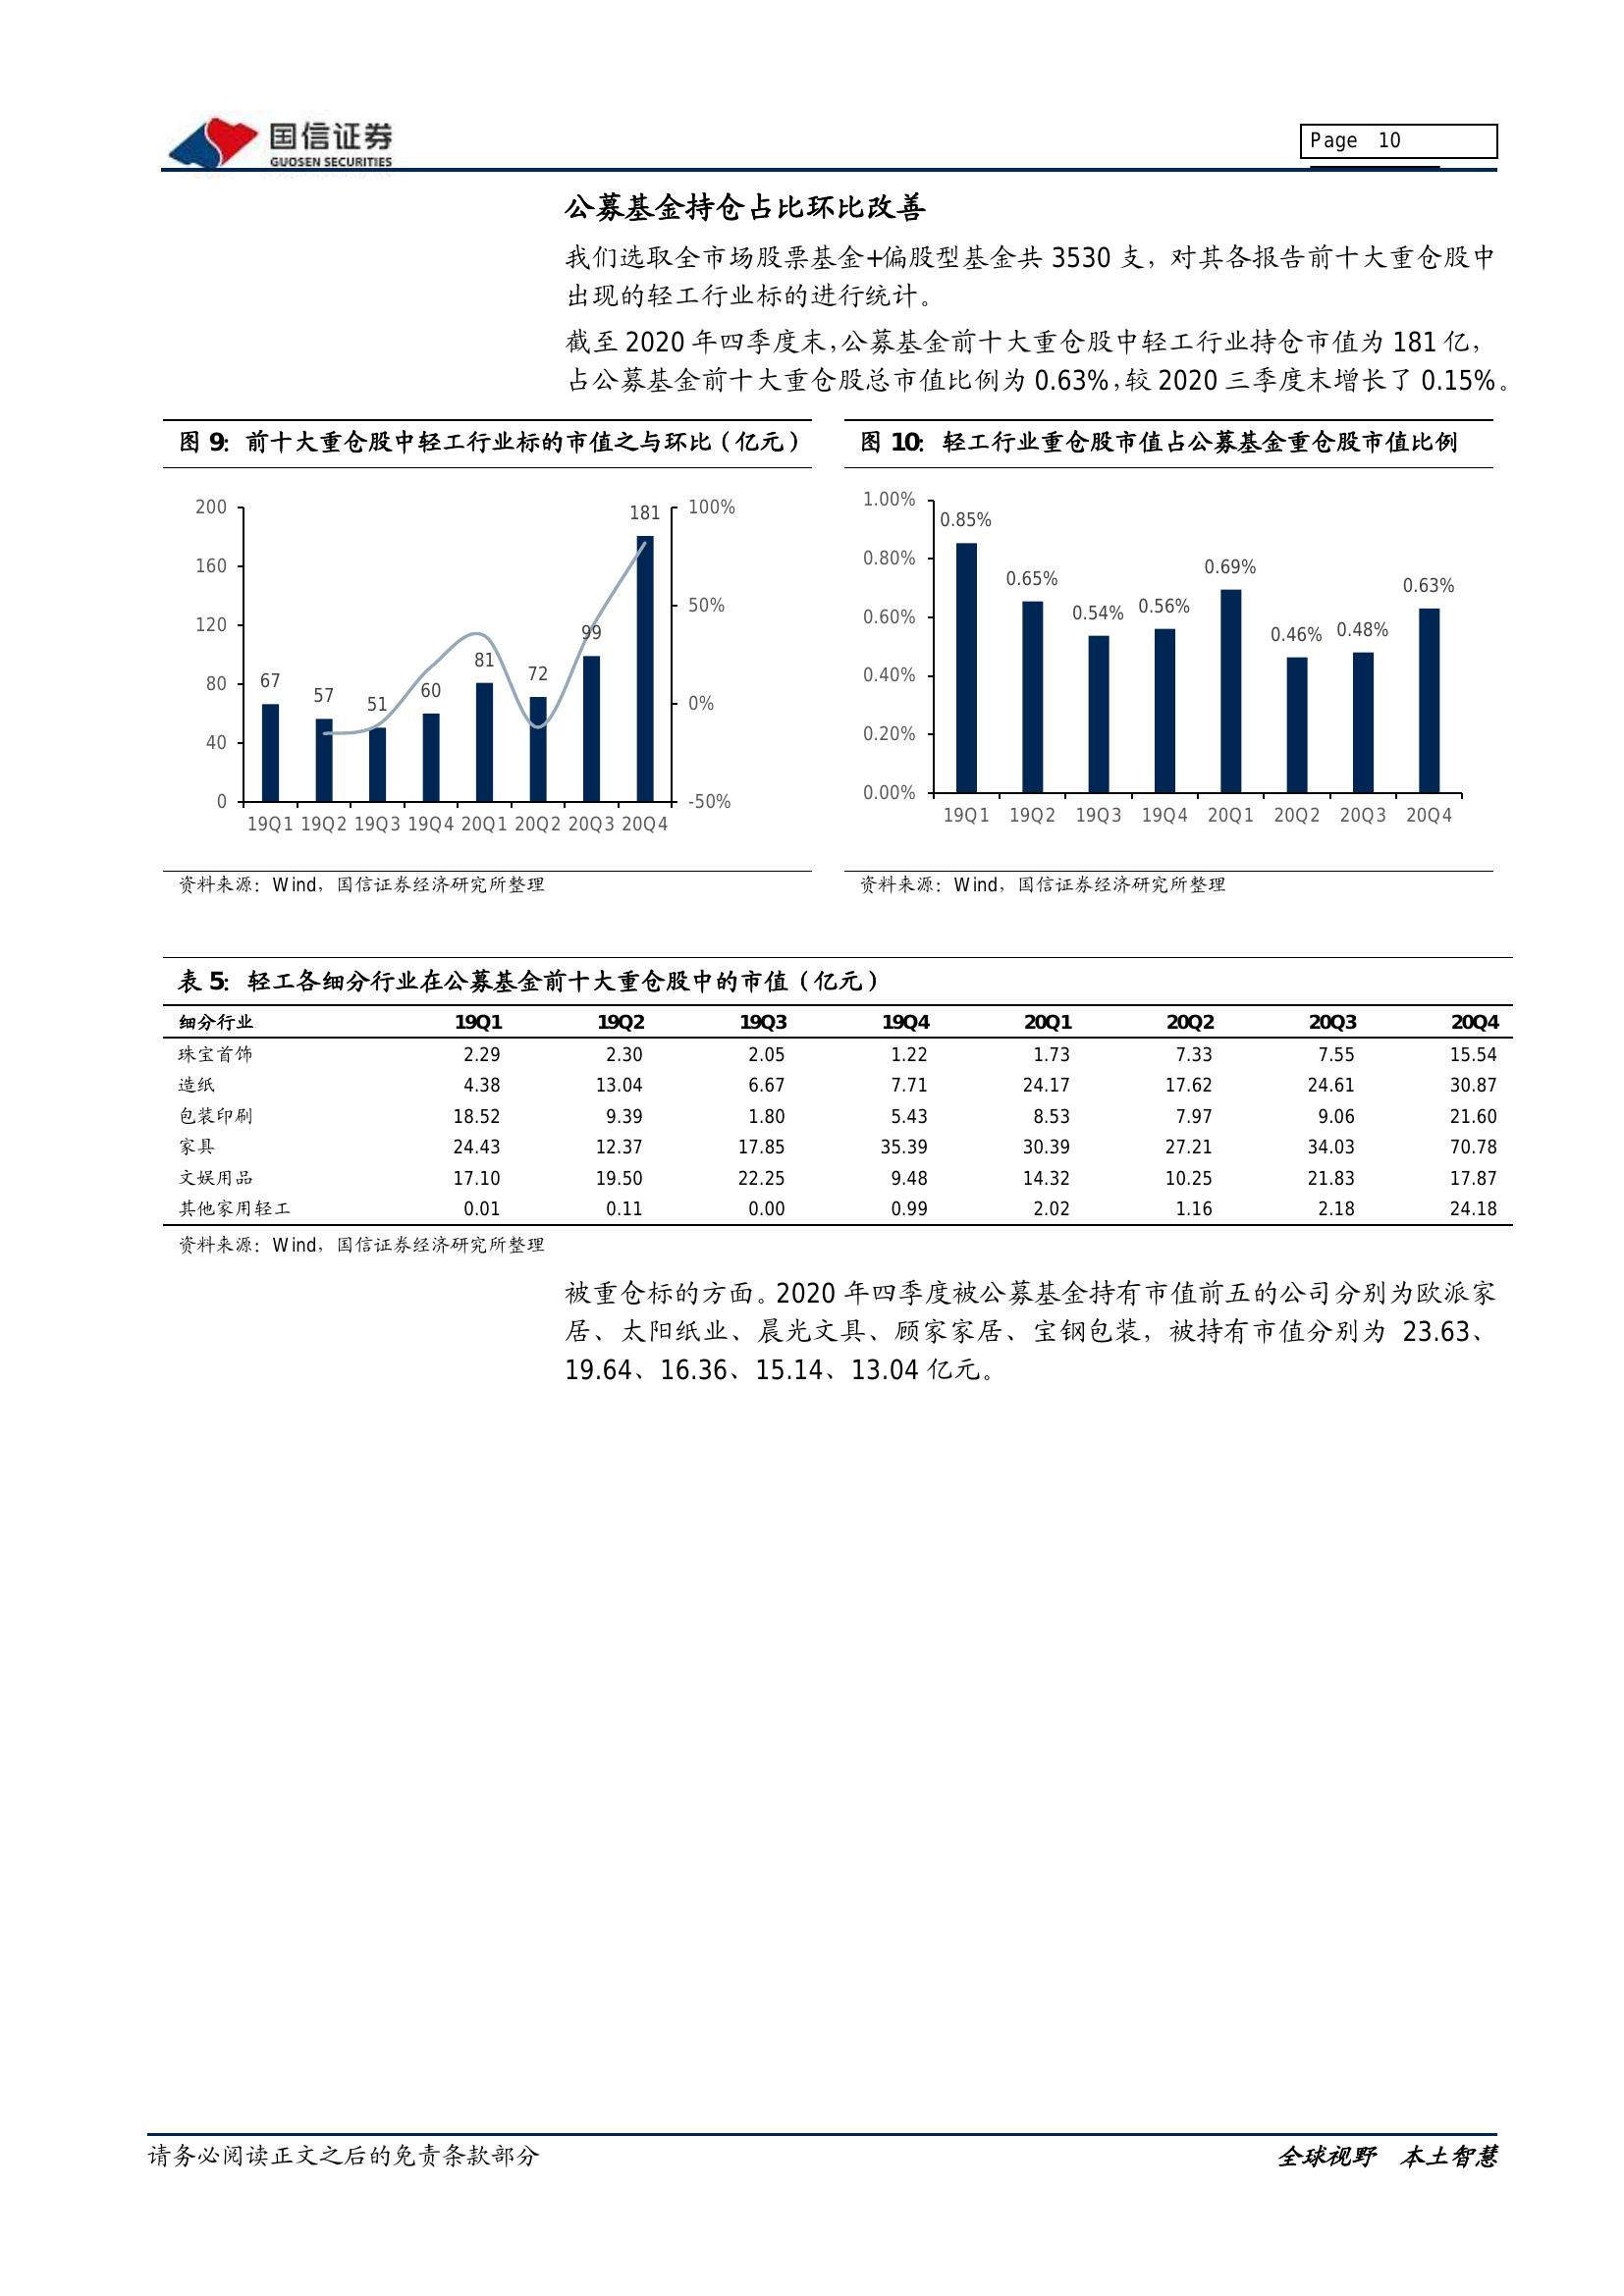 国信证券
GUOSEN SECURITIES
Page 10
公募基金持仓占比环比改善
我们选取全市场股票基金+偏股型基金共 3530 支，对其各报告前十大重仓股中
出现的轻工行业标的进行统计。
截至 2020 年四季度末，公募基金前十大重仓股中轻工行业持仓市值为 181 亿，
占公募基金前十大重仓股总市值比例为 0.63%，较 2020 三季度末增长了 0.15%。
图 9：前十大重仓股中轻工行业标的市值之与环比（亿元）
200
160
120
80
40
0
100%
50%
0%
-50%
67
57
51
60
81
72
99
181
19Q1 19Q2 19Q3 19Q4 20Q1 20Q2 20Q3 20Q4
资料来源：Wind，国信证券经济研究所整理
图 10：轻工行业重仓股市值占公募基金重仓股市值比例
1.00%
0.80%
0.60%
0.40%
0.20%
0.00%
0.85%
0.65%
0.54%
0.56%
0.69%
0.46%
0.48%
0.63%
19Q1 19Q2 19Q3 19Q4 20Q1 20Q2 20Q3 20Q4
资料来源：Wind，国信证券经济研究所整理
表 5：轻工各细分行业在公募基金前十大重仓股中的市值（亿元）
细分行业 19Q1 19Q2 19Q3 19Q4 20Q1 20Q2 20Q3 20Q4
珠宝首饰 2.29 2.30 2.05 1.22 1.73 7.33 7.55 15.54
造纸 4.38 13.04 6.67 7.71 24.17 17.62 24.61 30.87
包装印刷 18.52 9.39 1.80 5.43 8.53 7.97 9.06 21.60
家具 24.43 12.37 17.85 35.39 30.39 27.21 34.03 70.78
文娱用品 17.10 19.50 22.25 9.48 14.32 10.25 21.83 17.87
其他家用轻工 0.01 0.11 0.00 0.99 2.02 1.16 2.18 24.18
资料来源：Wind，国信证券经济研究所整理
被重仓标的方面。2020 年四季度被公募基金持有市值前五的公司分别为欧派家
居、太阳纸业、晨光文具、顾家家居、宝钢包装，被持有市值分别为 23.63、
19.64、16.36、15.14、13.04 亿元。
请务必阅读正文之后的免责条款部分
全球视野 本土智慧